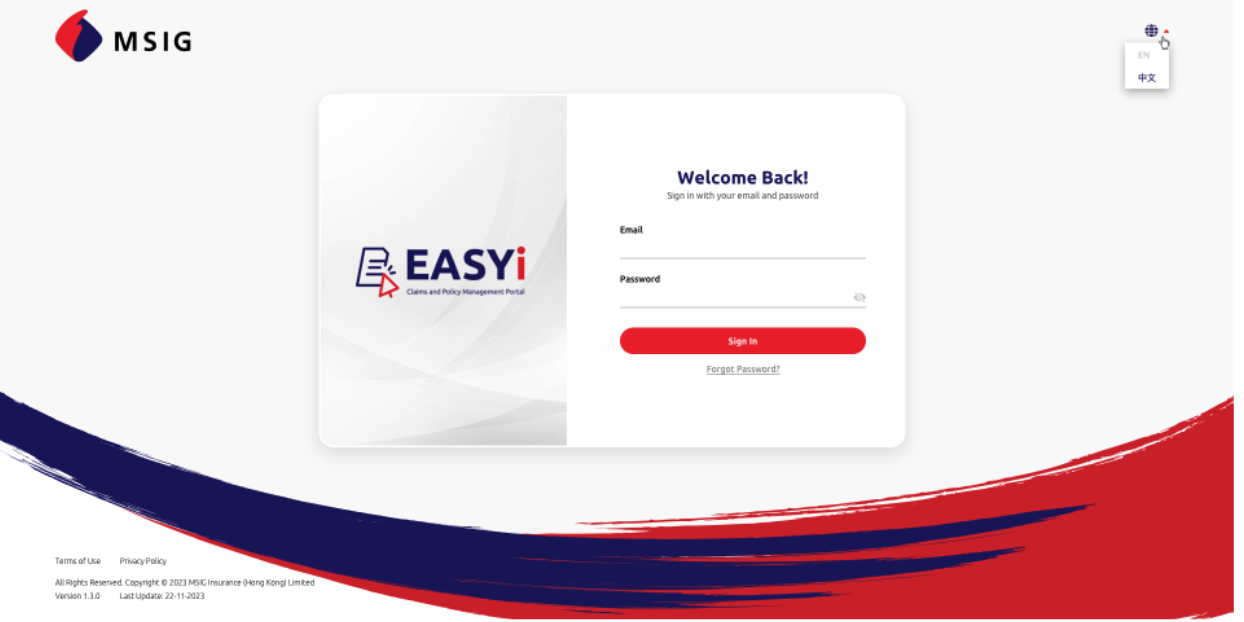 MSIG
EN
中文
EASYi
Claims and Policy Management Portal
Welcome Back!
Sign in with your email and password
Email
Password
Sign In
Forgot Password?
Terms of Use Privacy Policy
All Rights Reserved. Copyright © 2023 MSIG Insurance (Hong Kong) Limited
Version 1.3.0 Last Update: 22-11-2023